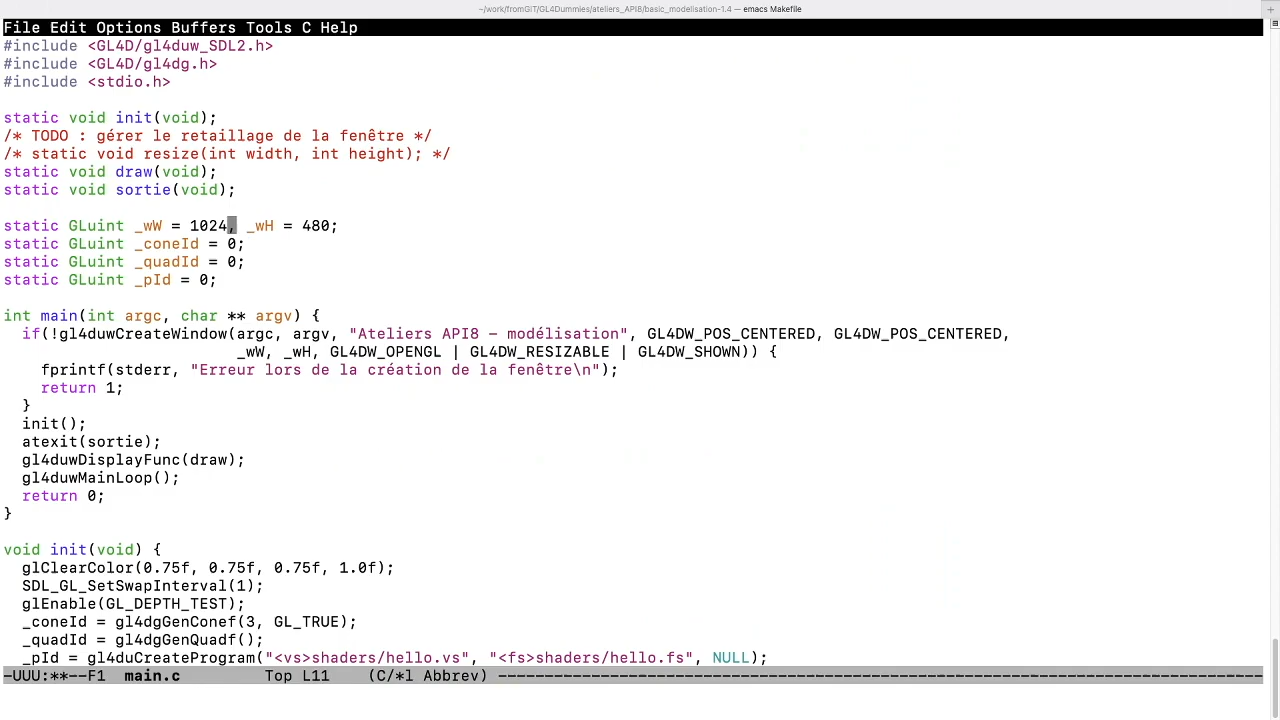 ~/work/fromGIT/GL4Dummies/ateliers_API8/basic_modelisation-1.4 — emacs Makefile
File Edit Options Buffers Tools C Help
#include <GL4D/gl4duw_SDL2.h>
#include <GL4D/gl4dg.h>
#include <stdio.h>

static void init(void);
/* TODO : gérer le retaillage de la fenêtre */
/* static void resize(int width, int height); */
static void draw(void);
static void sortie(void);

static GLuint _wW = 1024, _wH = 480;
static GLuint _coneId = 0;
static GLuint _quadId = 0;
static GLuint _pId = 0;

int main(int argc, char ** argv) {
  if(!gl4duwCreateWindow(argc, argv, "Ateliers API8 - modélisation", GL4DW_POS_CENTERED, GL4DW_POS_CENTERED,
                         _wW, _wH, GL4DW_OPENGL | GL4DW_RESIZABLE | GL4DW_SHOWN)) {
    fprintf(stderr, "Erreur lors de la création de la fenêtre\n");
    return 1;
  }
  init();
  atexit(sortie);
  gl4duwDisplayFunc(draw);
  gl4duwMainLoop();
  return 0;
}

void init(void) {
  glClearColor(0.75f, 0.75f, 0.75f, 1.0f);
  SDL_GL_SetSwapInterval(1);
  glEnable(GL_DEPTH_TEST);
  _coneId = gl4dgGenConef(3, GL_TRUE);
  _quadId = gl4dgGenQuadf();
  _pId = gl4duCreateProgram("<vs>shaders/hello.vs", "<fs>shaders/hello.fs", NULL);
-UUU:**--F1  main.c         Top L11    (C/*l Abbrev) ----------------------------------------------------------------------------------